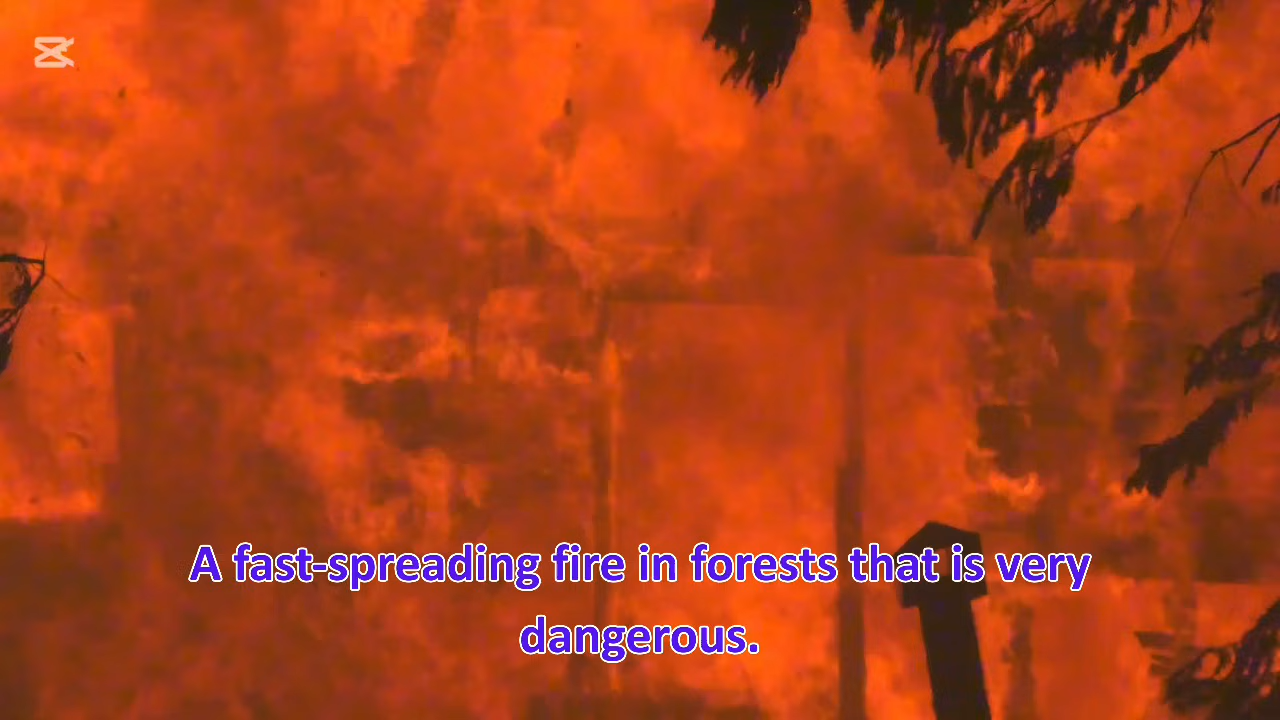 A fast-spreading fire in forests that is very
dangerous.